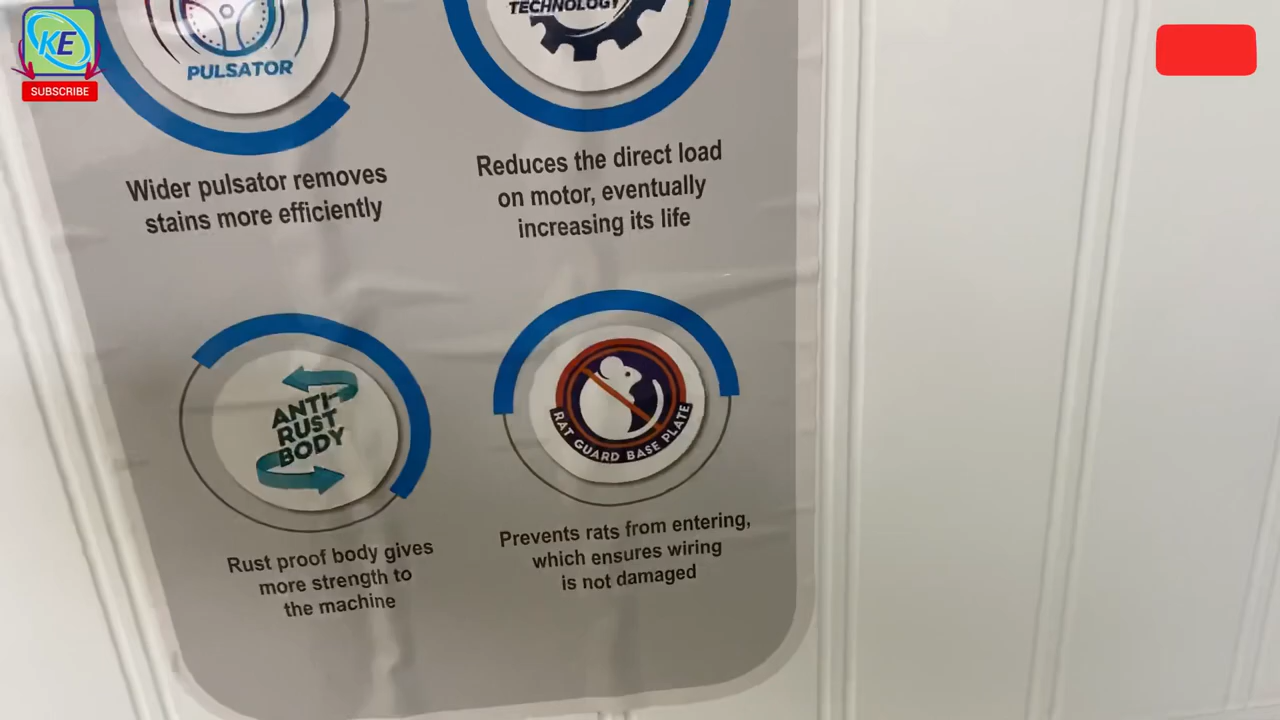 KE
SUBSCRIBE
PULSATOR
Wider pulsator removes
stains more efficiently
TECHNOLOGY
Reduces the direct load
on motor, eventually
increasing its life
ANTI-
RUST
BODY
Rust proof body gives
more strength to
the machine
RAT GUARD BASE PLATE
Prevents rats from entering,
which ensures wiring
is not damaged